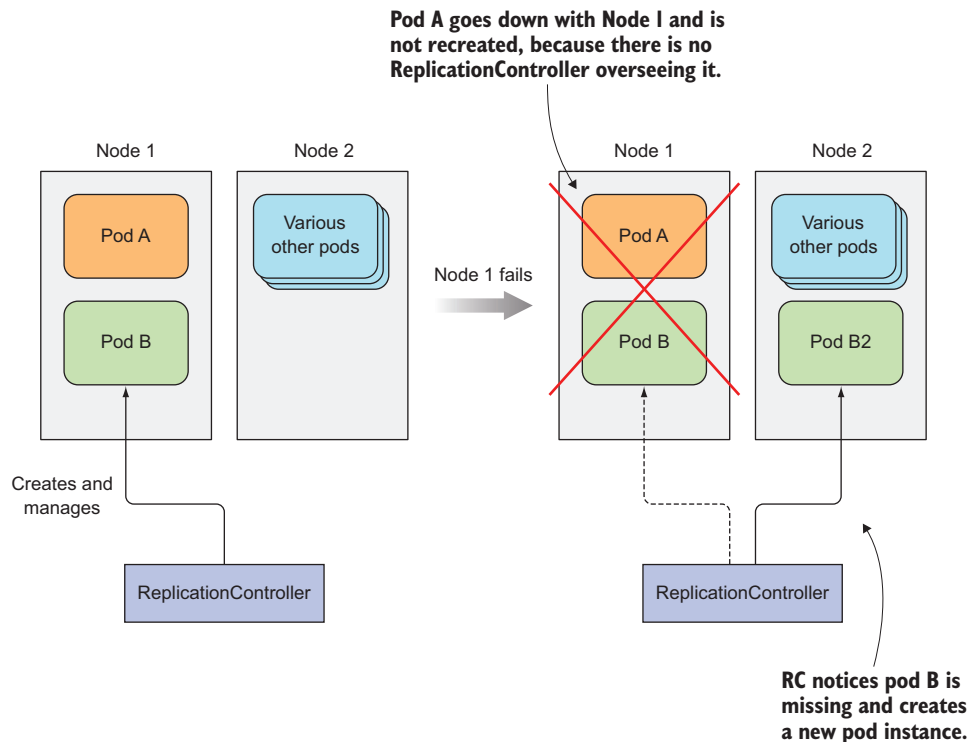 Pod A goes down with Node 1 and is
not recreated, because there is no
ReplicationController overseeing it.
Node 1
Node 2
Pod A
Various
other pods
Pod B
Creates and
manages
ReplicationController
Node 1 fails
Node 1
Node 2
Pod A
Various
other pods
Pod B
Pod B2
ReplicationController
RC notices pod B is
missing and creates
a new pod instance.